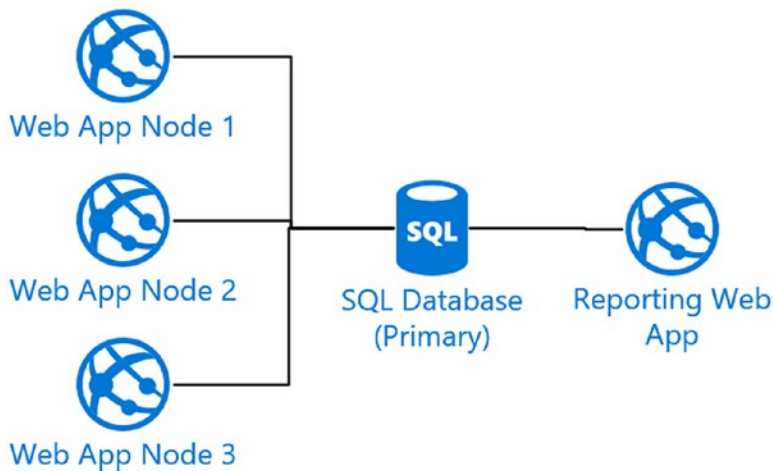 Web App Node 1
Web App Node 2
SQL
SQL Database
(Primary)
Reporting Web
App
Web App Node 3